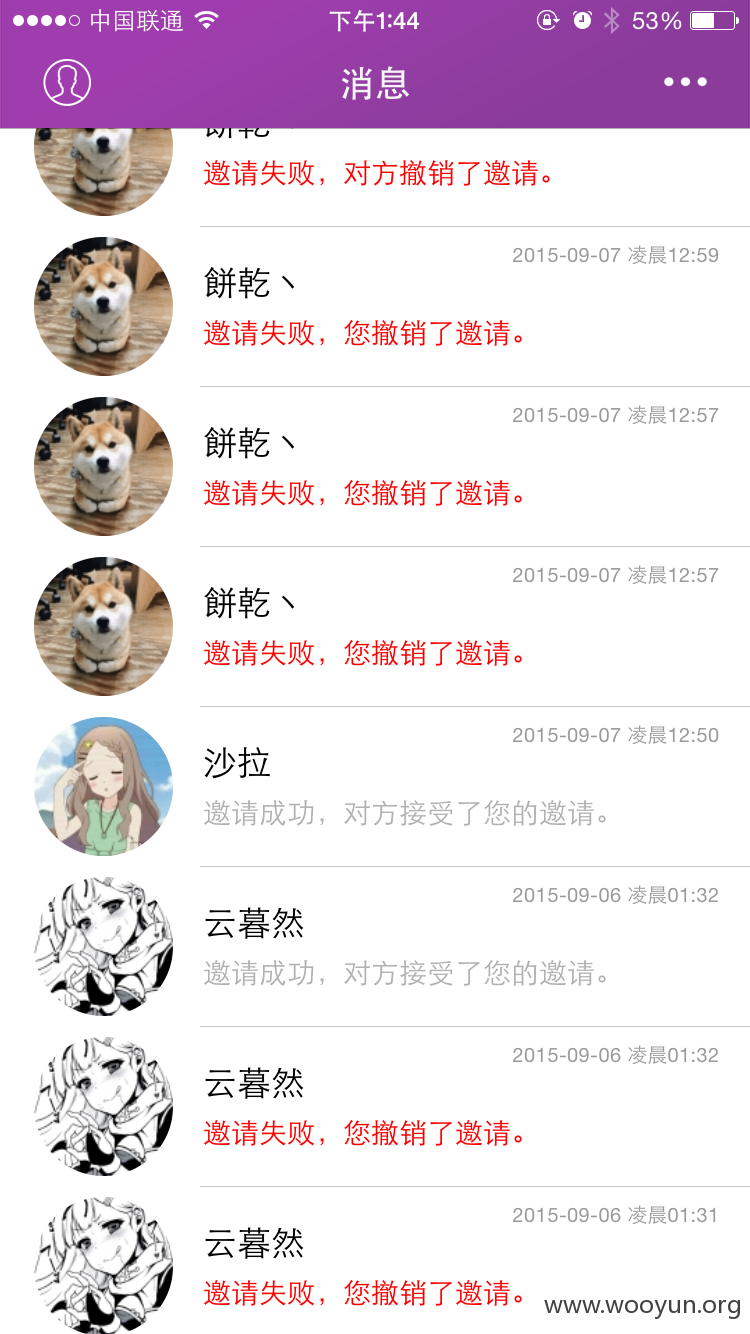 中国联通 下午1:44 53%
消息
餅乾丶
邀请失败，对方撤销了邀请。
2015-09-07 凌晨12:59
餅乾丶
邀请失败，您撤销了邀请。
2015-09-07 凌晨12:57
餅乾丶
邀请失败，您撤销了邀请。
2015-09-07 凌晨12:57
餅乾丶
邀请失败，您撤销了邀请。
2015-09-07 凌晨12:50
沙拉
邀请成功，对方接受了您的邀请。
2015-09-06 凌晨01:32
云暮然
邀请成功，对方接受了您的邀请。
2015-09-06 凌晨01:32
云暮然
邀请失败，您撤销了邀请。
2015-09-06 凌晨01:31
云暮然
邀请失败，您撤销了邀请。
www.wooyun.org